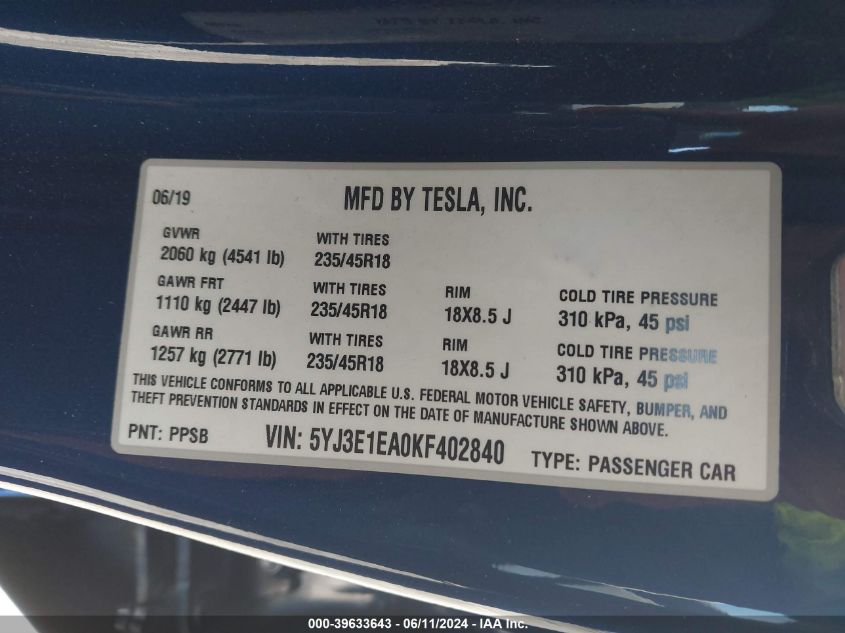 06/19
MFD BY TESLA, INC.
GVWR
2060 kg (4541 lb)
WITH TIRES
235/45R18
GAWR FRT
1110 kg (2447 lb)
WITH TIRES
235/45R18
RIM
18X8.5 J
COLD TIRE PRESSURE
310 kPa, 45 psi
GAWR RR
1257 kg (2771 lb)
WITH TIRES
235/45R18
RIM
18X8.5 J
COLD TIRE PRESSURE
310 kPa, 45 psi
THIS VEHICLE CONFORMS TO ALL APPLICABLE U.S. FEDERAL MOTOR VEHICLE SAFETY, BUMPER, AND
THEFT PREVENTION STANDARDS IN EFFECT ON THE DATE OF MANUFACTURE SHOWN ABOVE.
PNT: PPSB
VIN: 5YJ3E1EA0KF402840
TYPE: PASSENGER CAR
000-39633643 - 06/11/2024 - IAA Inc.